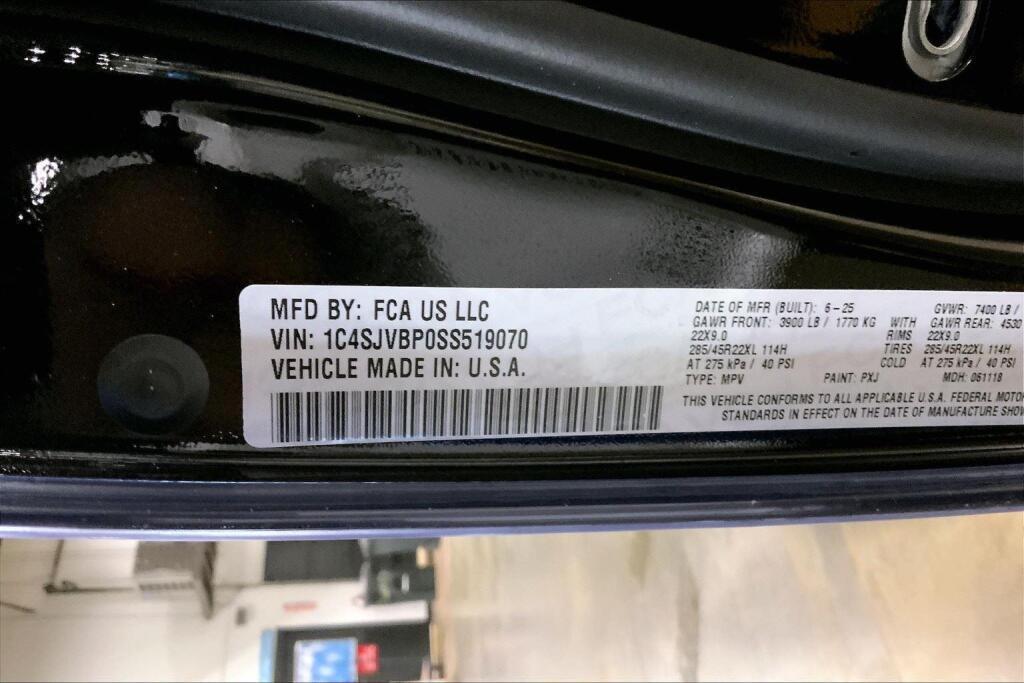 MFD BY: FCA US LLC
VIN: 1C4SJVBP0SS519070
VEHICLE MADE IN: U.S.A.
DATE OF MFR (BUILT): 6-25 GVWR: 7400 LB /
GAWR FRONT: 3900 LB / 1770 KG WITH GAWR REAR: 4530
22X9.0 RIMS 22X9.0
285/45R22XL 114H TIRES 285/45R22XL 114H
AT 275 kPa / 40 PSI COLD AT 275 kPa / 40 PSI
TYPE: MPV PAINT: PXJ MDH: 061118
THIS VEHICLE CONFORMS TO ALL APPLICABLE U.S.A. FEDERAL MOTOR
STANDARDS IN EFFECT ON THE DATE OF MANUFACTURE SHOW